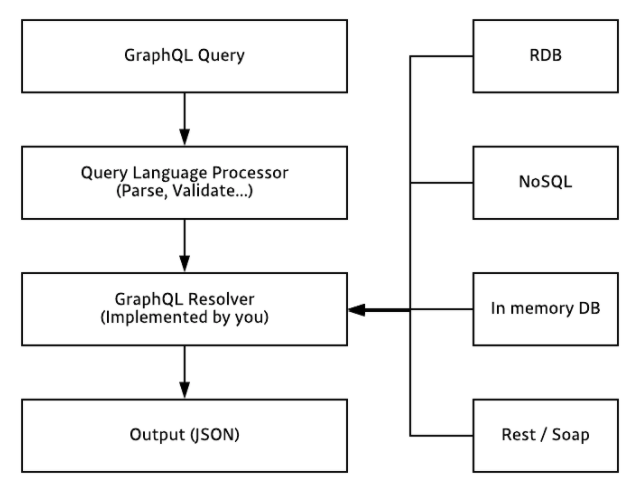 GraphQL Query
Query Language Processor
(Parse, Validate...)
GraphQL Resolver
(Implemented by you)
Output (JSON)
RDB
NoSQL
In memory DB
Rest / Soap